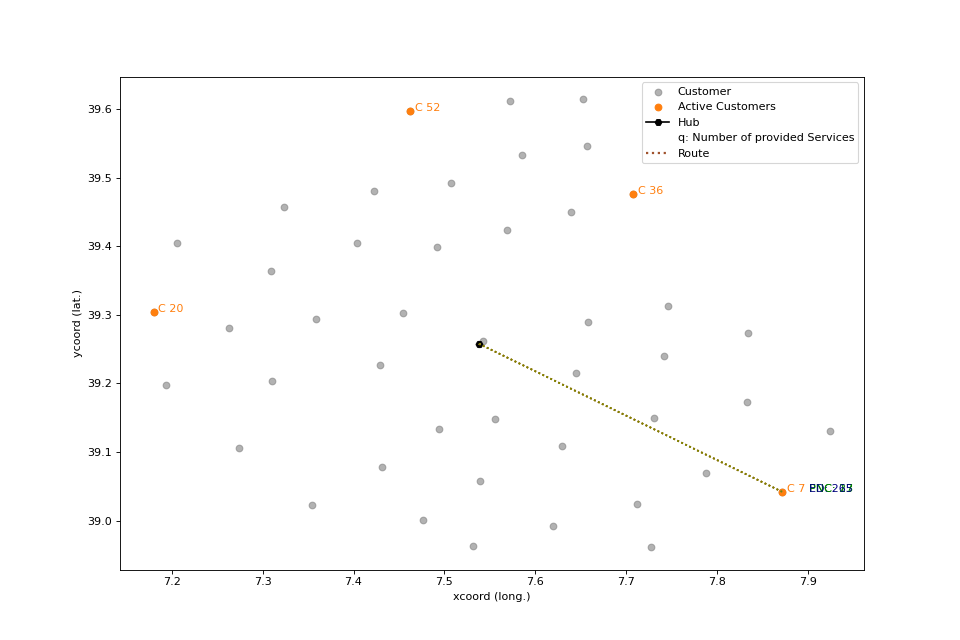 Customer
Active Customers
Hub
q: Number of provided Services
Route
C 52
C 36
C 20
C 7
39.6
39.5
39.4
39.3
39.2
39.1
39.0
ycoord (lat.)
7.2 7.3 7.4 7.5 7.6 7.7 7.8 7.9
xcoord (long.)